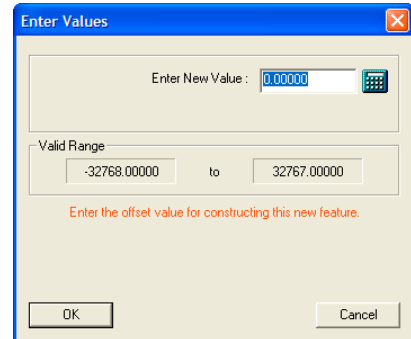 Enter Values
Enter New Value : 0.00000
Valid Range
-32768.00000 to 32767.00000
Enter the offset value for constructing this new feature.
OK Cancel